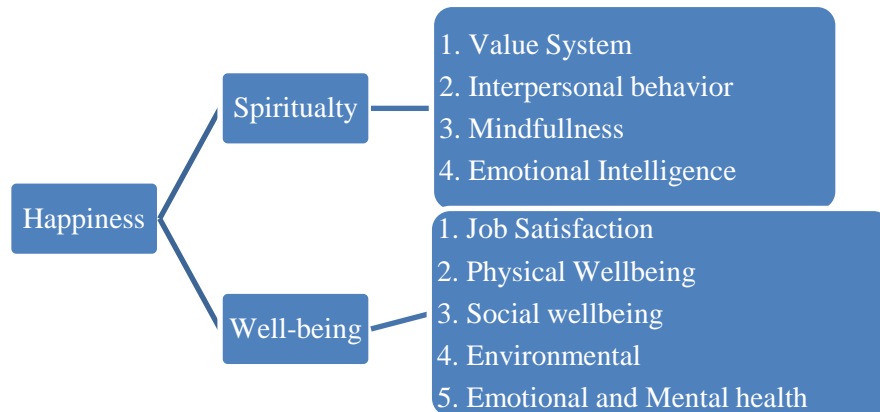 Happiness
Spiritualty
1. Value System
2. Interpersonal behavior
3. Mindfullness
4. Emotional Intelligence
Well-being
1. Job Satisfaction
2. Physical Wellbeing
3. Social wellbeing
4. Environmental
5. Emotional and Mental health